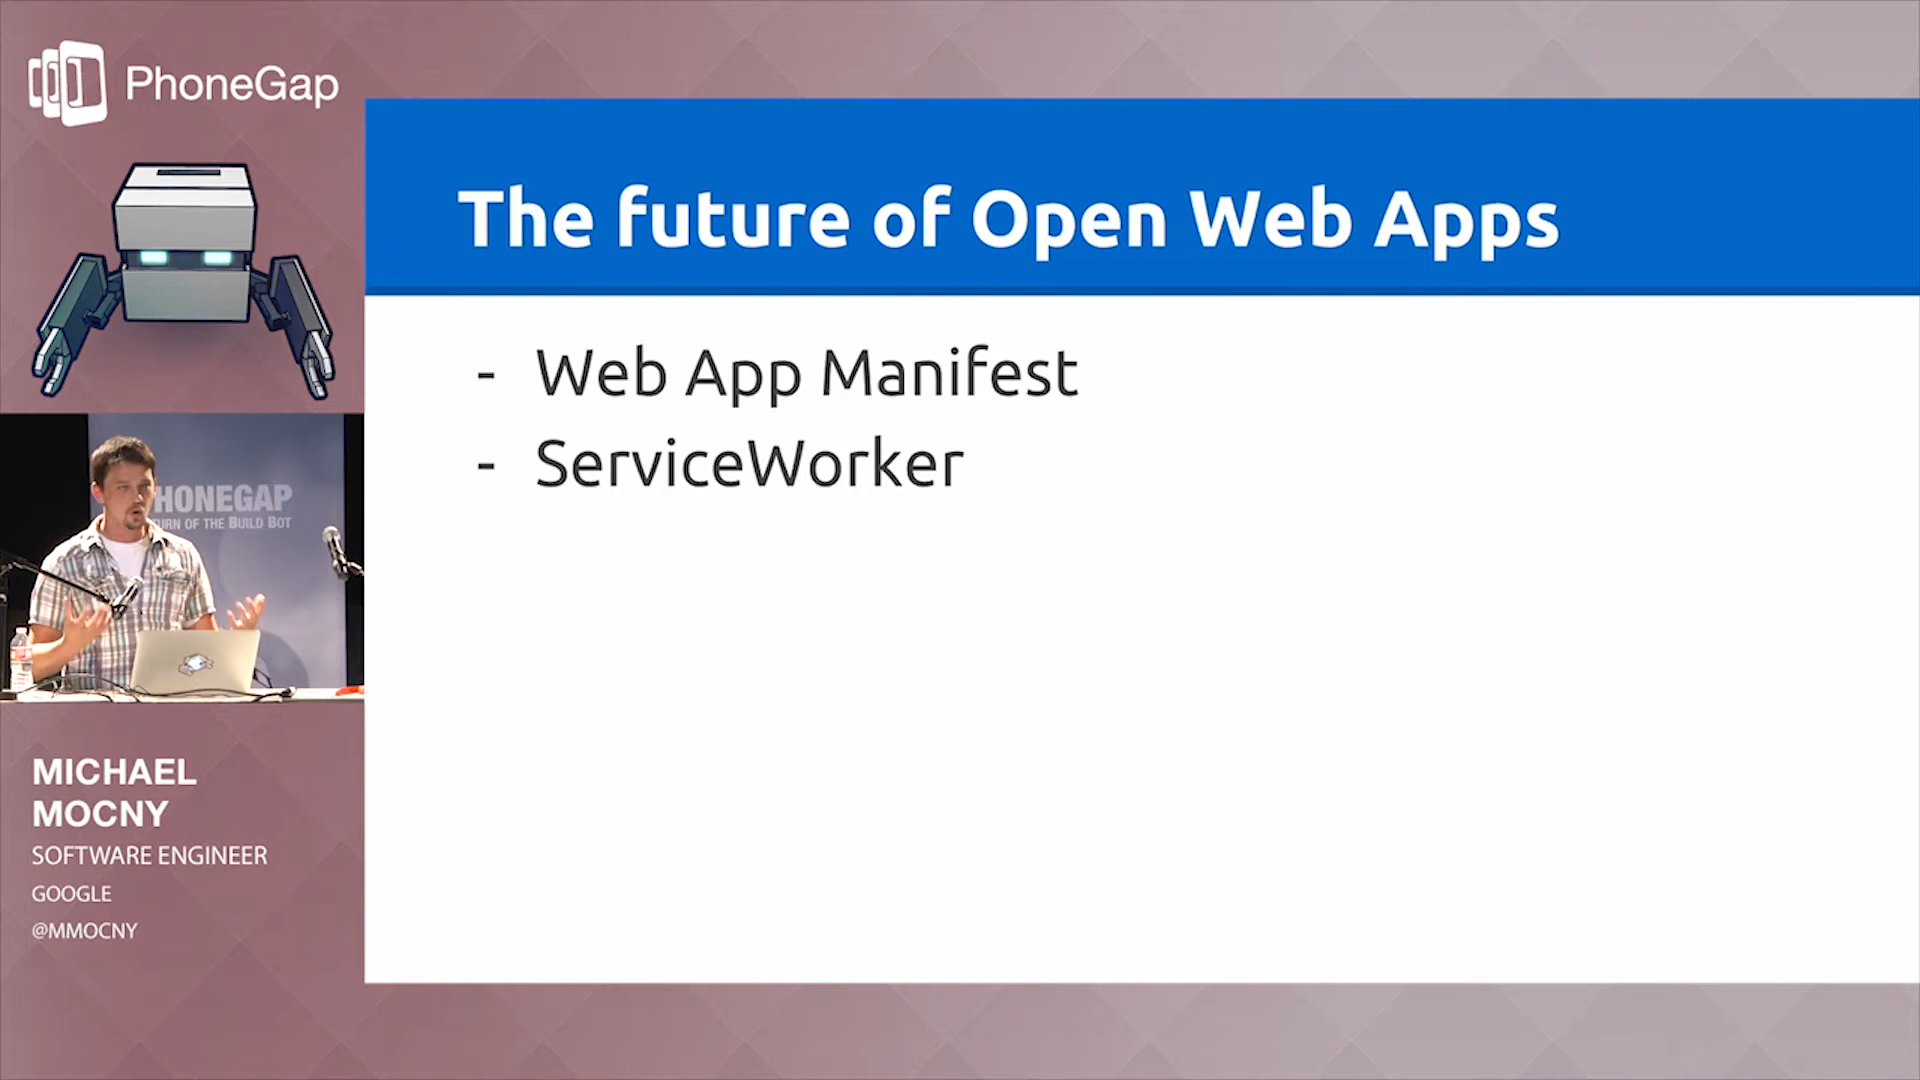 PhoneGap
The future of Open Web Apps
- Web App Manifest
- ServiceWorker
HONEGAP
URN OF THE BUILD BOT
MICHAEL
MOCNY
SOFTWARE ENGINEER
GOOGLE
@MMOCNY